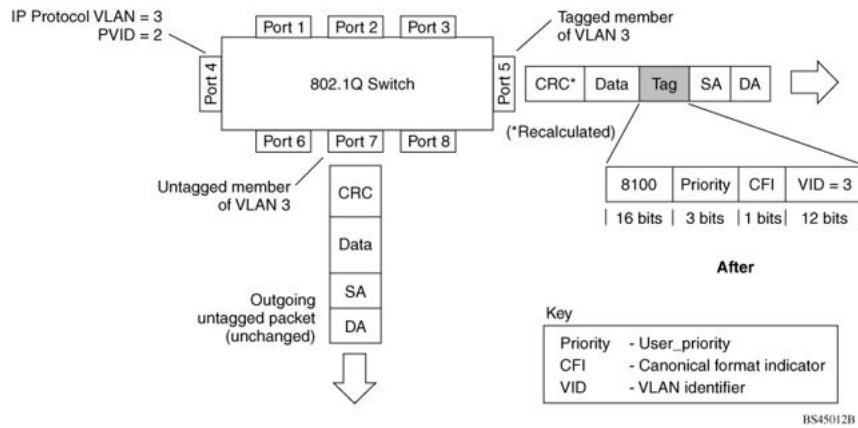 IP Protocol VLAN = 3
PVID = 2
Port 1
Port 2
Port 3
Tagged member
of VLAN 3
Port 4
802.1Q Switch
Port 5
CRC*
Data
Tag
SA
DA
(*Recalculated)
Port 6
Port 7
Port 8
Untagged member
of VLAN 3
CRC
Data
SA
DA
Outgoing
untagged packet
(unchanged)
8100
Priority
CFI
VID = 3
16 bits
3 bits
1 bits
12 bits
After
Key
Priority - User_priority
CFI - Canonical format indicator
VID - VLAN identifier
BS45012B